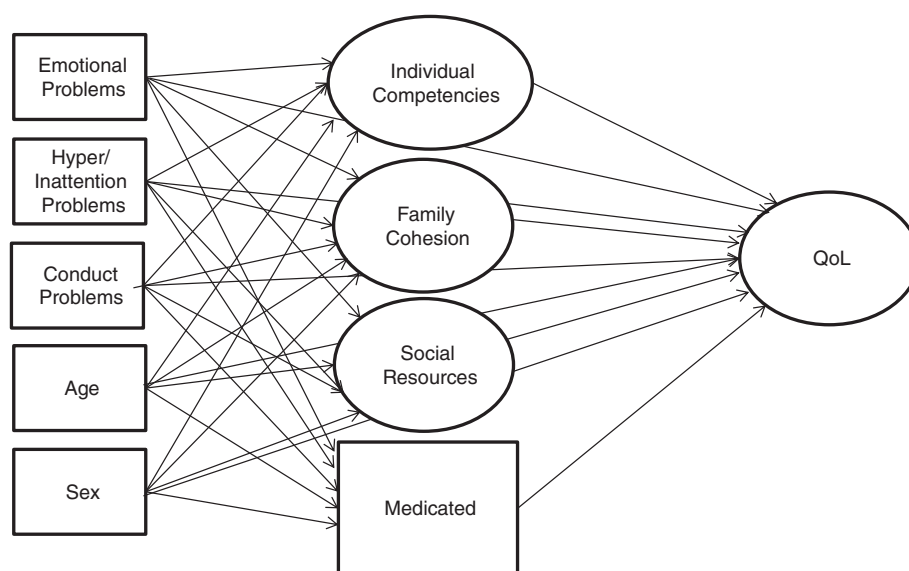 Emotional
Problems
Hyper/
Inattention
Problems
Conduct
Problems
Age
Sex
Individual
Competencies
Family
Cohesion
Social
Resources
Medicated
QoL